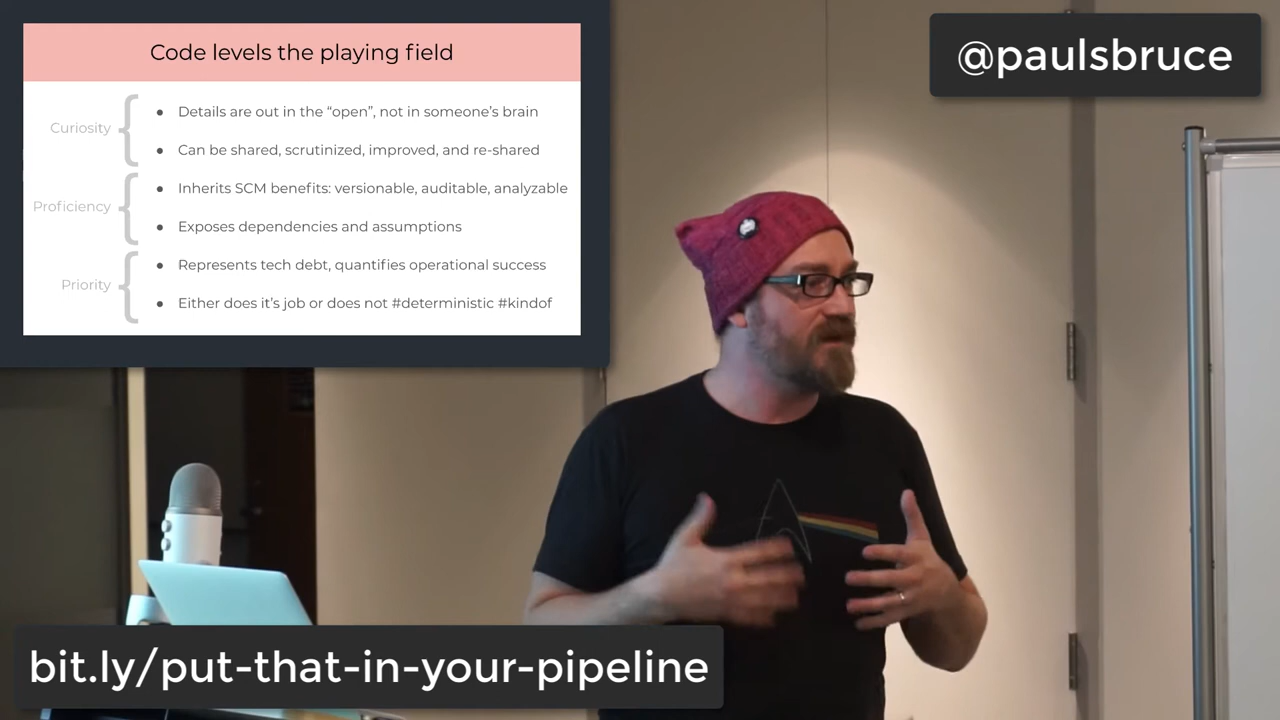 Code levels the playing field
@paulsbruce
Curiosity
• Details are out in the “open”, not in someone’s brain
• Can be shared, scrutinized, improved, and re-shared
Proficiency
• Inherits SCM benefits: versionable, auditable, analyzable
• Exposes dependencies and assumptions
Priority
• Represents tech debt, quantifies operational success
• Either does it’s job or does not #deterministic #kindof
bit.ly/put-that-in-your-pipeline